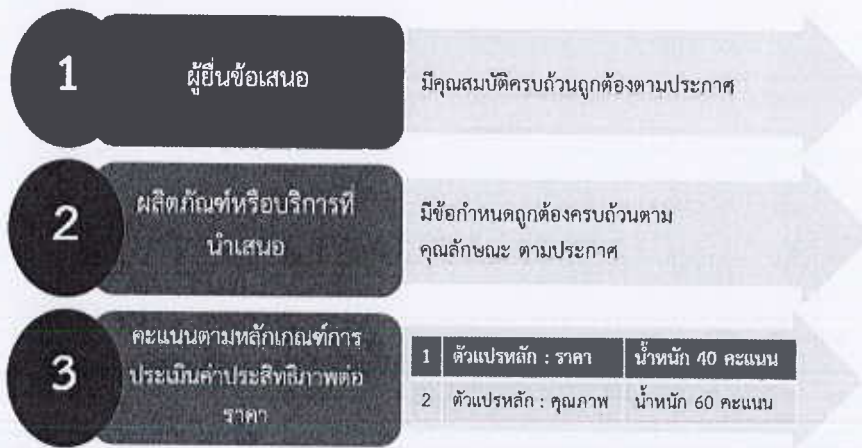 1
ผู้ยื่นข้อเสนอ
มีคุณสมบัติครบถ้วนถูกต้องตามประกาศ
2
ผลิตภัณฑ์หรือบริการที่
นำเสนอ
มีข้อกำหนดถูกต้องครบถ้วนตาม
คุณลักษณะ ตามประกาศ
3
คะแนนตามหลักเกณฑ์การ
ประเมินค่าประสิทธิภาพต่อ
ราคา
1 ตัวแปรหลัก : ราคา น้ำหนัก 40 คะแนน
2 ตัวแปรหลัก : คุณภาพ น้ำหนัก 60 คะแนน